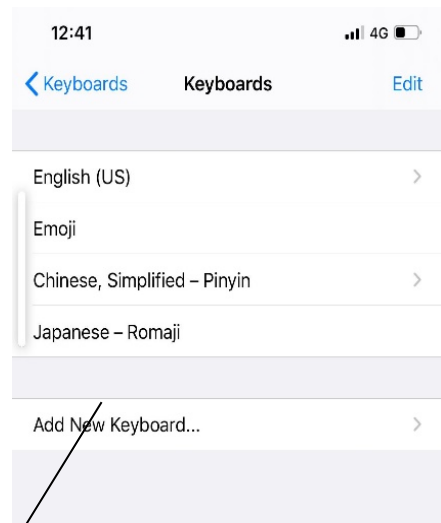 12:41
4G
Keyboards
Keyboards
Edit
English (US)
Emoji
Chinese, Simplified – Pinyin
Japanese – Romaji
Add New Keyboard...